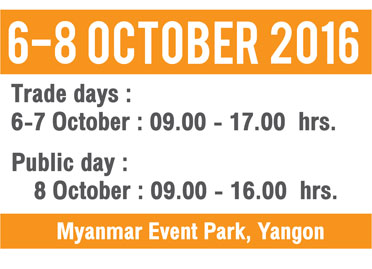 6–8 OCTOBER 2016
Trade days :
6-7 October : 09.00 - 17.00 hrs.
Public day :
8 October : 09.00 - 16.00 hrs.
Myanmar Event Park, Yangon